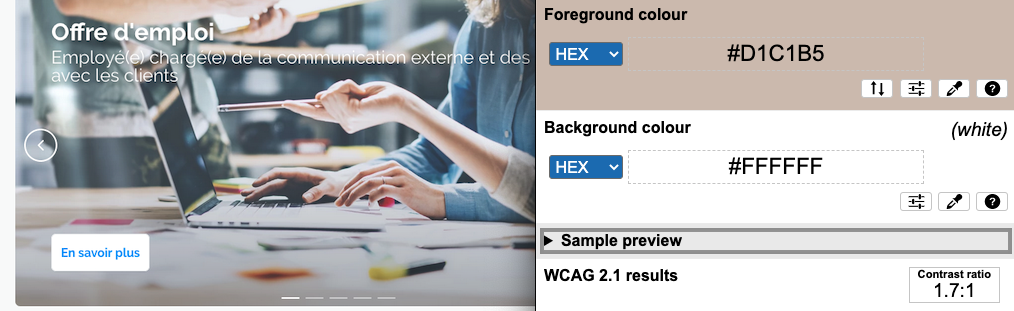 Offre d'emploi
Employé(e) chargé(e) de la communication externe et des
avec les clients
En savoir plus
Foreground colour
HEX
#D1C1B5
Background colour
(white)
HEX
#FFFFFF
Sample preview
WCAG 2.1 results
Contrast ratio
1.7:1